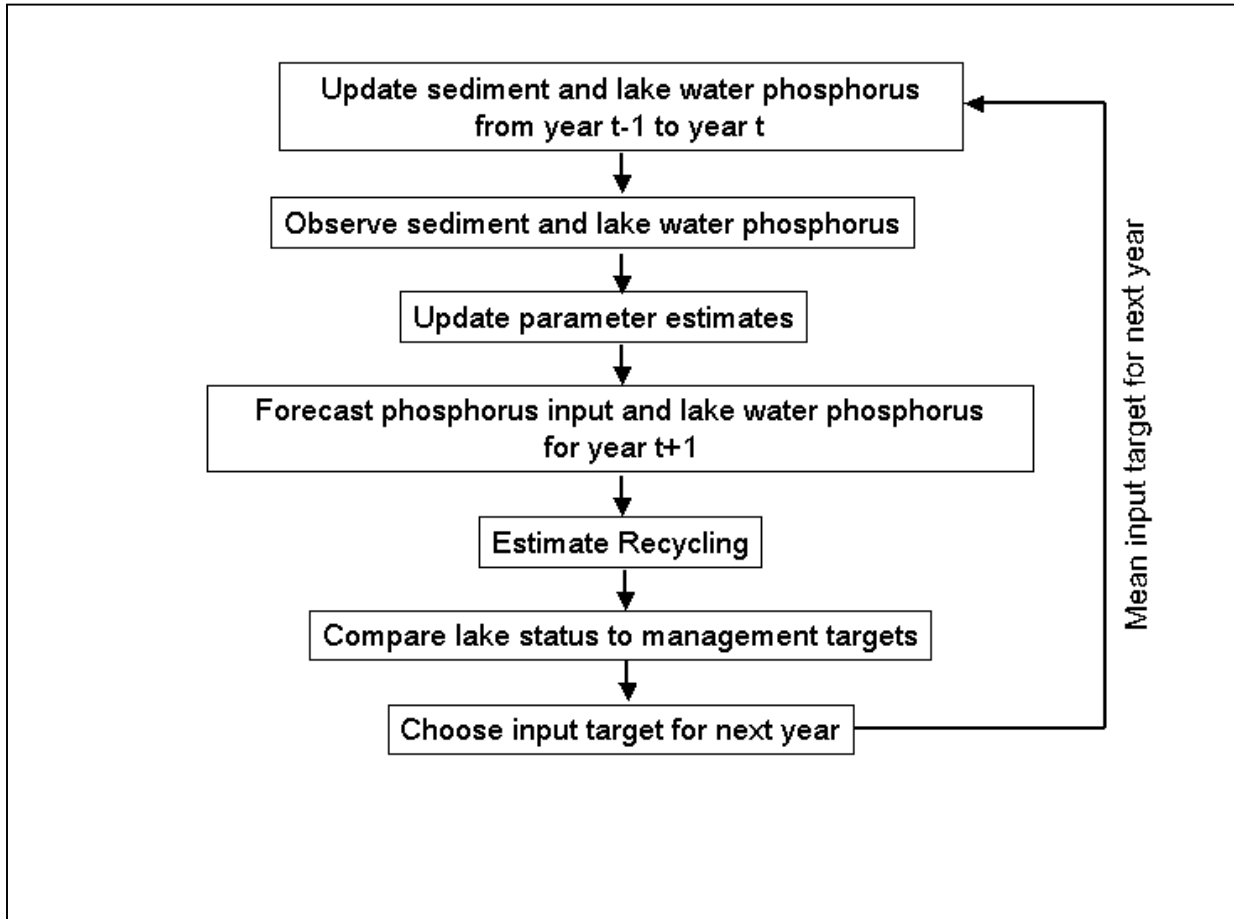 Update sediment and lake water phosphorus
from year t-1 to year t
Observe sediment and lake water phosphorus
Update parameter estimates
Forecast phosphorus input and lake water phosphorus
for year t+1
Estimate Recycling
Compare lake status to management targets
Choose input target for next year
Mean input target for next year